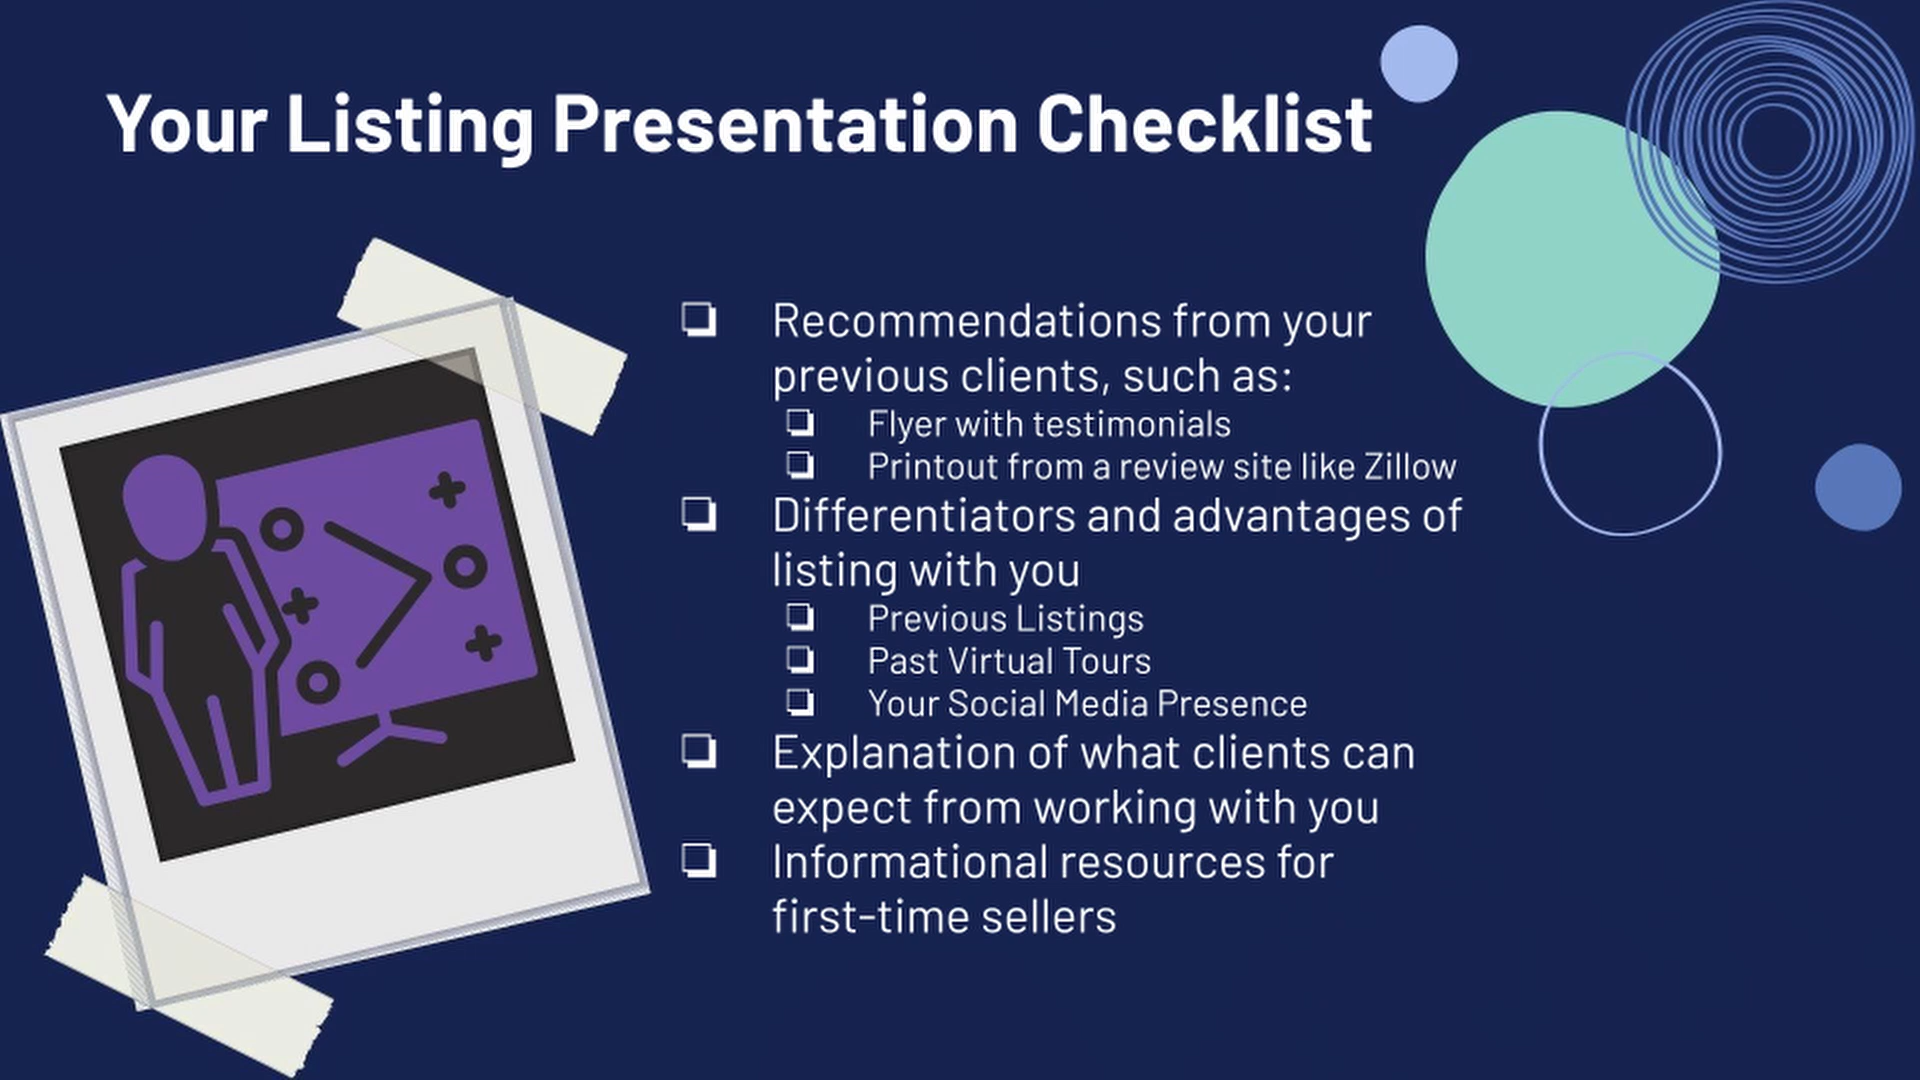 Your Listing Presentation Checklist
Recommendations from your
previous clients, such as:
Flyer with testimonials
Printout from a review site like Zillow
Differentiators and advantages of
listing with you
Previous Listings
Past Virtual Tours
Your Social Media Presence
Explanation of what clients can
expect from working with you
Informational resources for
first-time sellers